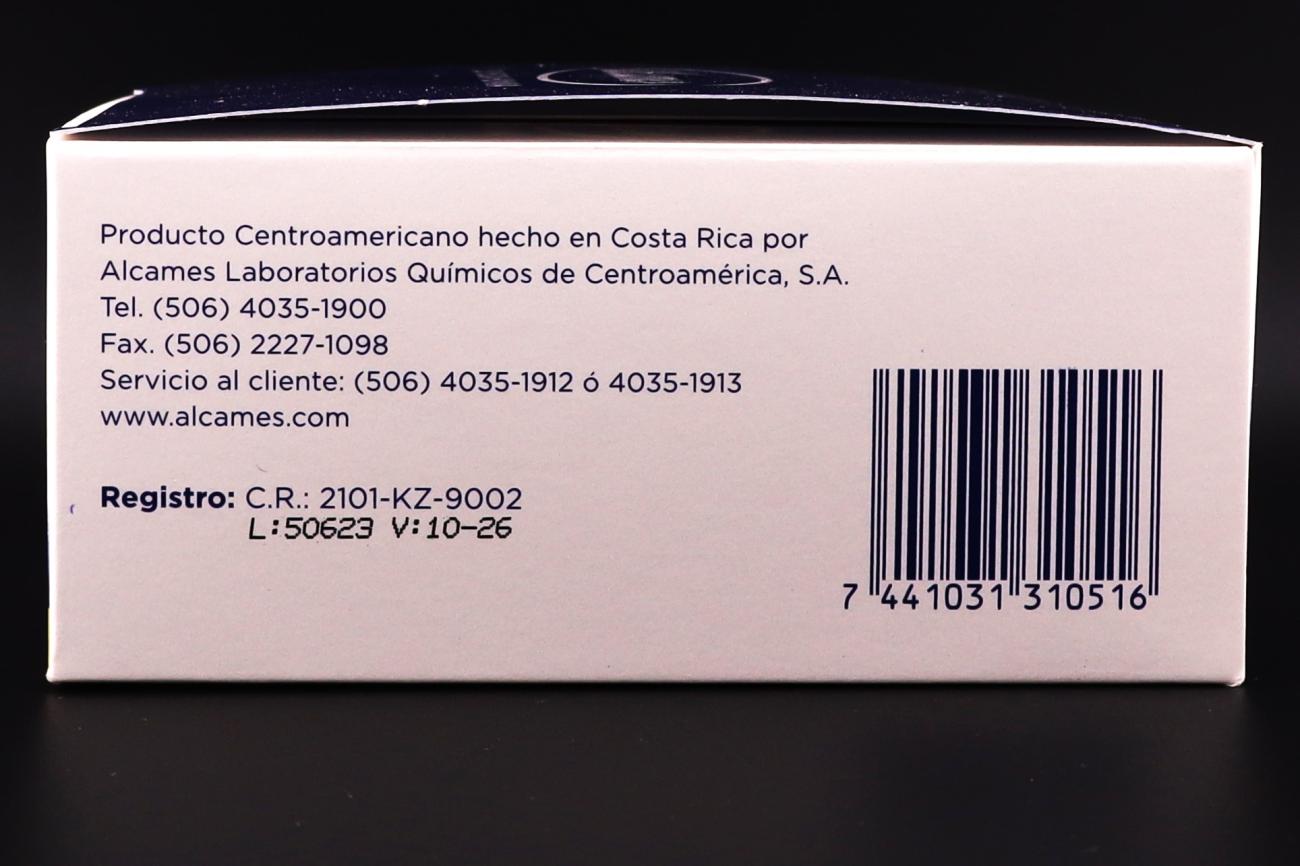 Producto Centroamericano hecho en Costa Rica por
Alcames Laboratorios Químicos de Centroamérica, S.A.
Tel. (506) 4035-1900
Fax. (506) 2227-1098
Servicio al cliente: (506) 4035-1912 ó 4035-1913
www.alcames.com
Registro: C.R.: 2101-KZ-9002
L:50623 V:10-26
7 441031 310516